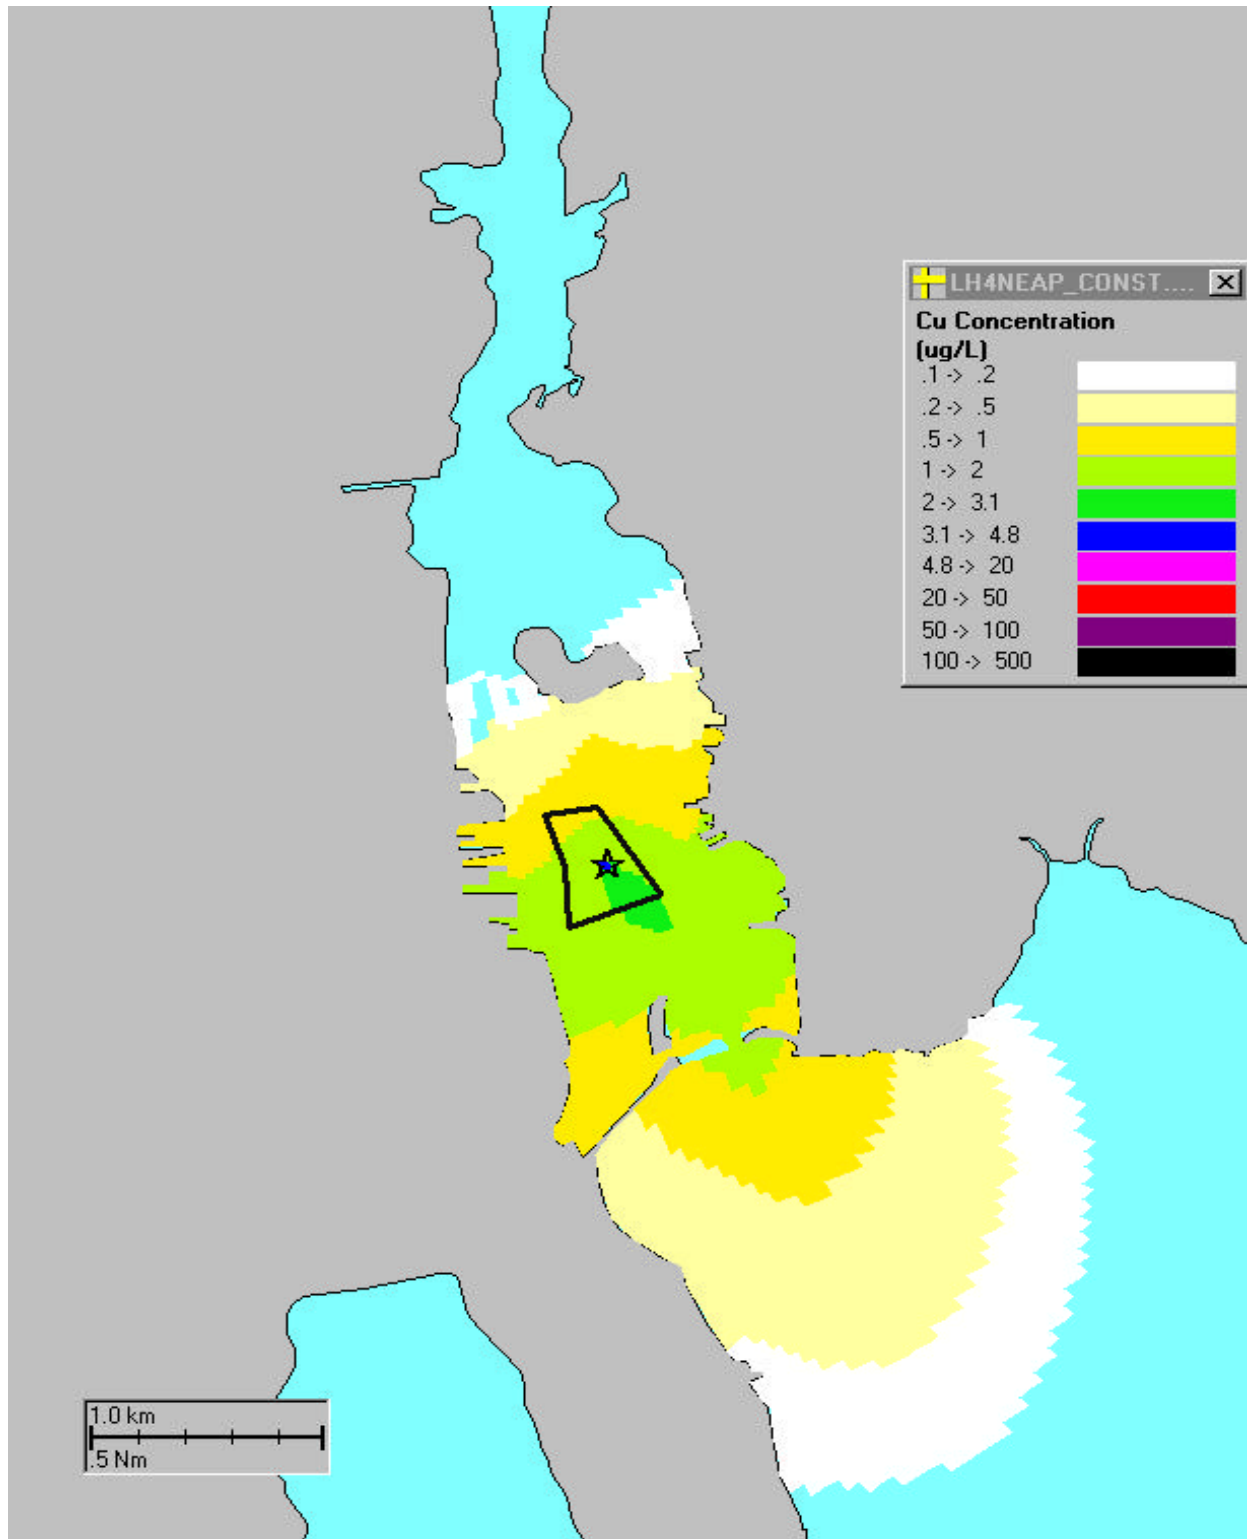 LH4NEAP_CONST....
Cu Concentration
(ug/L)
.1 -> .2
.2 -> .5
.5 -> 1
1 -> 2
2 -> 3.1
3.1 -> 4.8
4.8 -> 20
20 -> 50
50 -> 100
100 -> 500
1.0 km
.5 Nm